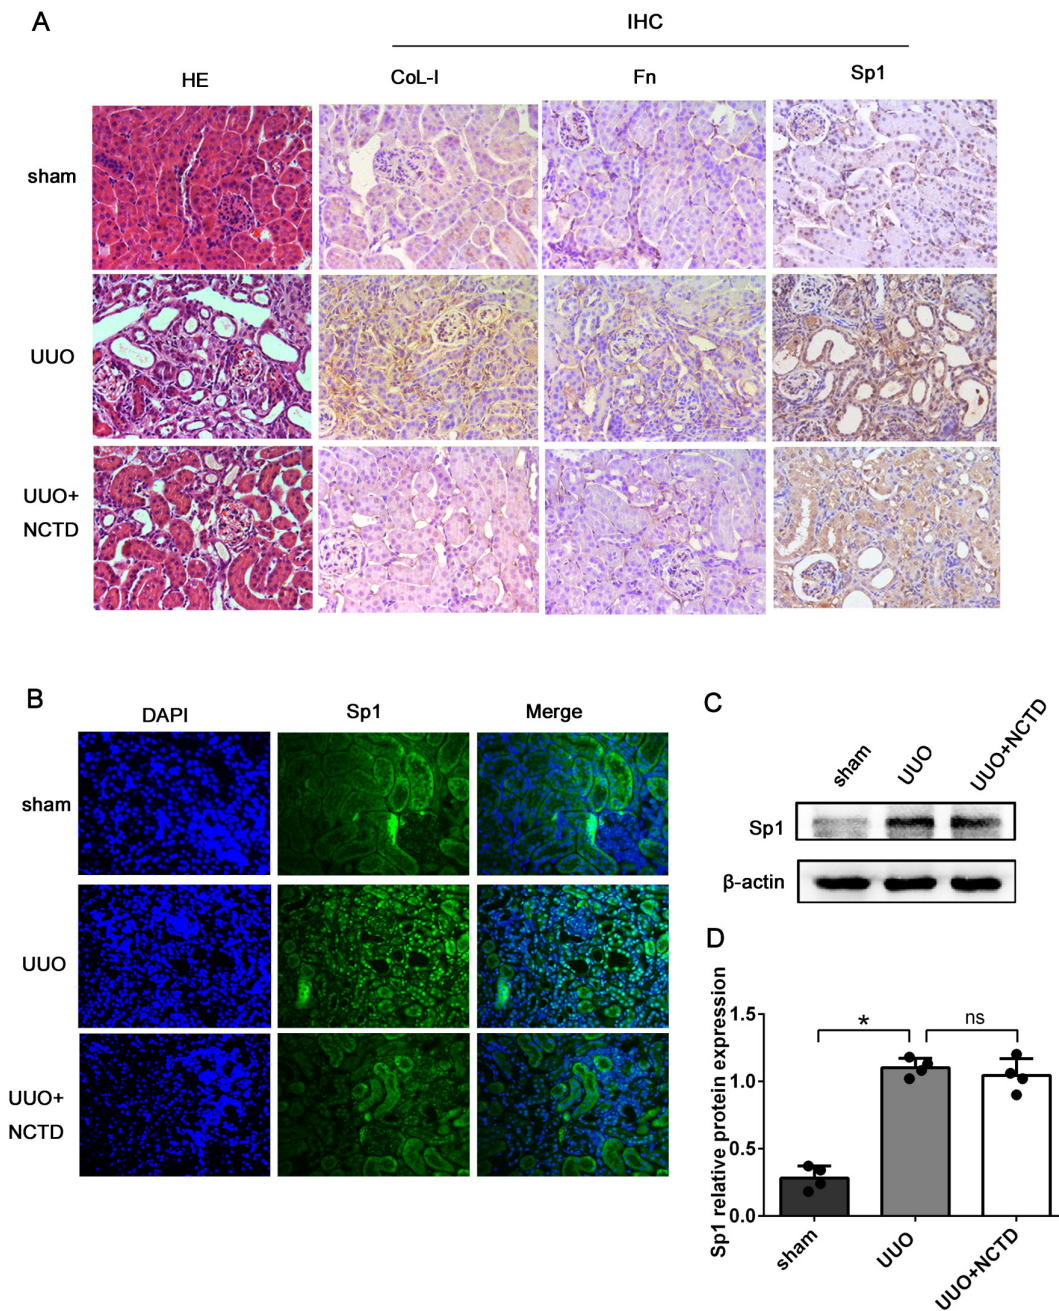 A
IHC
HE
CoL-I
Fn
Sp1
sham
UUO
UUO+
NCTD
B
DAPI
Sp1
Merge
sham
UUO
UUO+
NCTD
C
sham
UUO
UUO+NCTD
Sp1
β-actin
D
Sp1 relative protein expression
1.5
1.0
0.5
0.0
*
ns
sham
UUO
UUO+NCTD